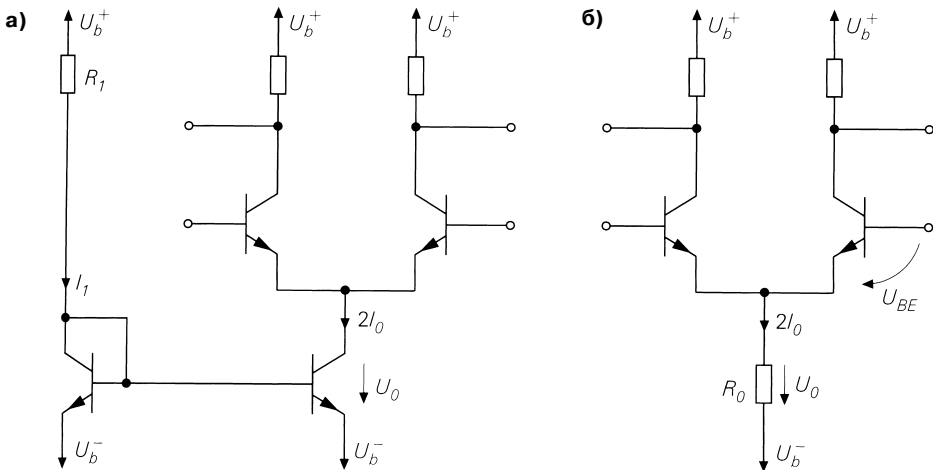 а)
U_b^+
U_b^+
U_b^+
R_1
I_1
2I_0
U_0
U_b^-
U_b^-
б)
U_b^+
U_b^+
U_BE
2I_0
R_0
U_0
U_b^-